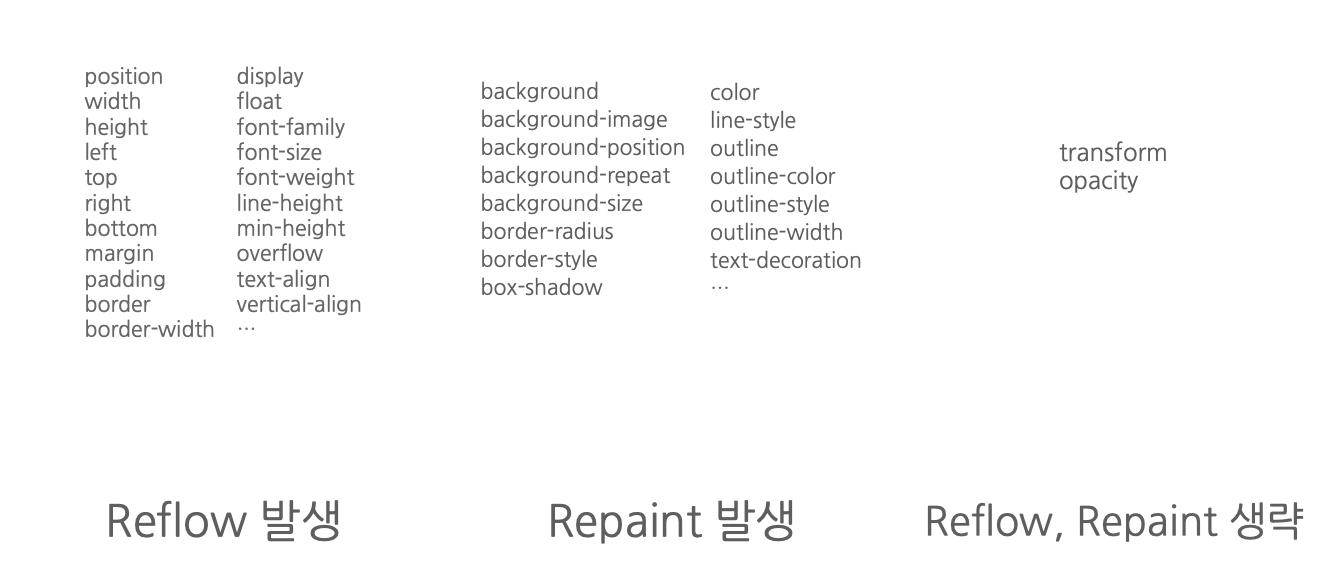 position
width
height
left
top
right
bottom
margin
padding
border
border-width
display
float
font-family
font-size
font-weight
line-height
min-height
overflow
text-align
vertical-align
…
Reflow 발생
background
background-image
background-position
background-repeat
background-size
border-radius
border-style
box-shadow
color
line-style
outline
outline-color
outline-style
outline-width
text-decoration
…
Repaint 발생
transform
opacity
Reflow, Repaint 생략